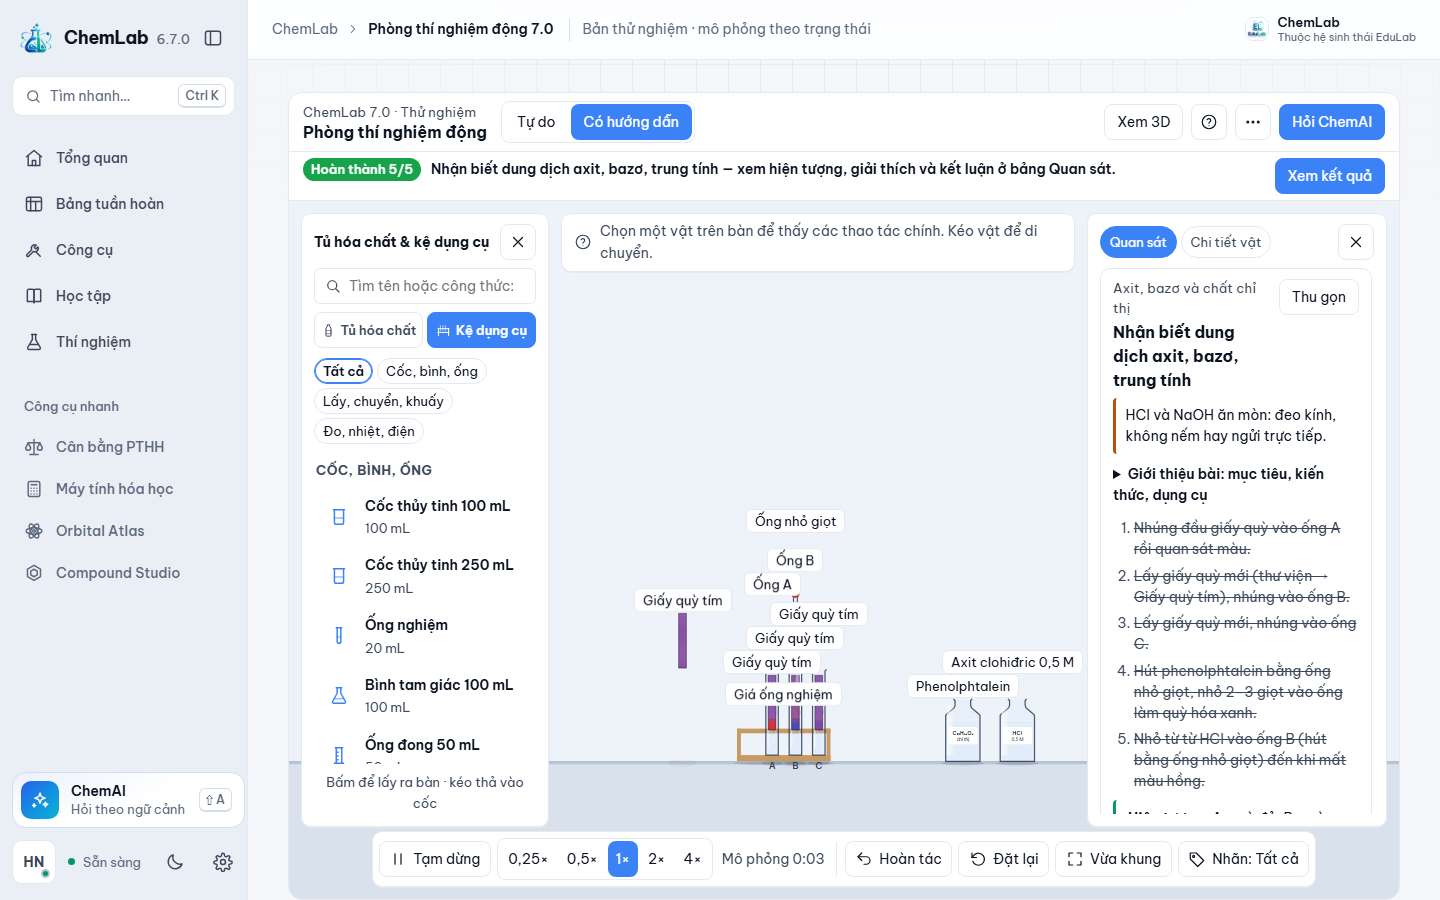 ChemLab 6.7.0
Tìm nhanh... Ctrl K
Tổng quan
Bảng tuần hoàn
Công cụ
Học tập
Thí nghiệm
Công cụ nhanh
Cân bằng PTHH
Máy tính hóa học
Orbital Atlas
Compound Studio
ChemAI
Hỏi theo ngữ cảnh
⇧ A
HN
Sẵn sàng
ChemLab > Phòng thí nghiệm động 7.0
Bản thử nghiệm · mô phỏng theo trạng thái
ChemLab
Thuộc hệ sinh thái EduLab
ChemLab 7.0 · Thử nghiệm
Phòng thí nghiệm động
Tự do
Có hướng dẫn
Xem 3D
Hỏi ChemAI
Hoàn thành 5/5
Nhận biết dung dịch axit, bazơ, trung tính — xem hiện tượng, giải thích và kết luận ở bảng Quan sát.
Xem kết quả
Tủ hóa chất & kệ dụng cụ
Tìm tên hoặc công thức:
Tủ hóa chất
Kệ dụng cụ
Tất cả
Cốc, bình, ống
Lấy, chuyển, khuấy
Đo, nhiệt, điện
CỐC, BÌNH, ỐNG
Cốc thủy tinh 100 mL
100 mL
Cốc thủy tinh 250 mL
250 mL
Ống nghiệm
20 mL
Bình tam giác 100 mL
100 mL
Ống đong 50 mL
Bấm để lấy ra bàn · kéo thả vào
cốc
Chọn một vật trên bàn để thấy các thao tác chính. Kéo vật để di
chuyển.
Ống nhỏ giọt
Ống B
Ống A
Giấy quỳ tím
Giấy quỳ tím
Giấy quỳ tím
Giấy quỳ tím
Giá ống nghiệm
A B C
Axit clohiđric 0,5 M
Phenolphtalein
chỉ thị
HCl
0,5 M
Quan sát
Chi tiết vật
Axit, bazơ và chất chỉ
thị
Thu gọn
Nhận biết dung
dịch axit, bazơ,
trung tính
HCl và NaOH ăn mòn: đeo kính,
không nếm hay ngửi trực tiếp.
Giới thiệu bài: mục tiêu, kiến
thức, dụng cụ
1. Nhúng đầu giấy quỳ vào ống A
rồi quan sát màu.
2. Lấy giấy quỳ mới (thư viện →
Giấy quỳ tím), nhúng vào ống B.
3. Lấy giấy quỳ mới, nhúng vào ống
C.
4. Hút phenolphtalein bằng ống
nhỏ giọt, nhỏ 2–3 giọt vào ống
làm quỳ hóa xanh.
5. Nhỏ từ từ HCl vào ống B (hút
bằng ống nhỏ giọt) đến khi mất
màu hồng.
Tạm dừng
0,25×
0,5×
1×
2×
4×
Mô phỏng 0:03
Hoàn tác
Đặt lại
Vừa khung
Nhãn: Tất cả